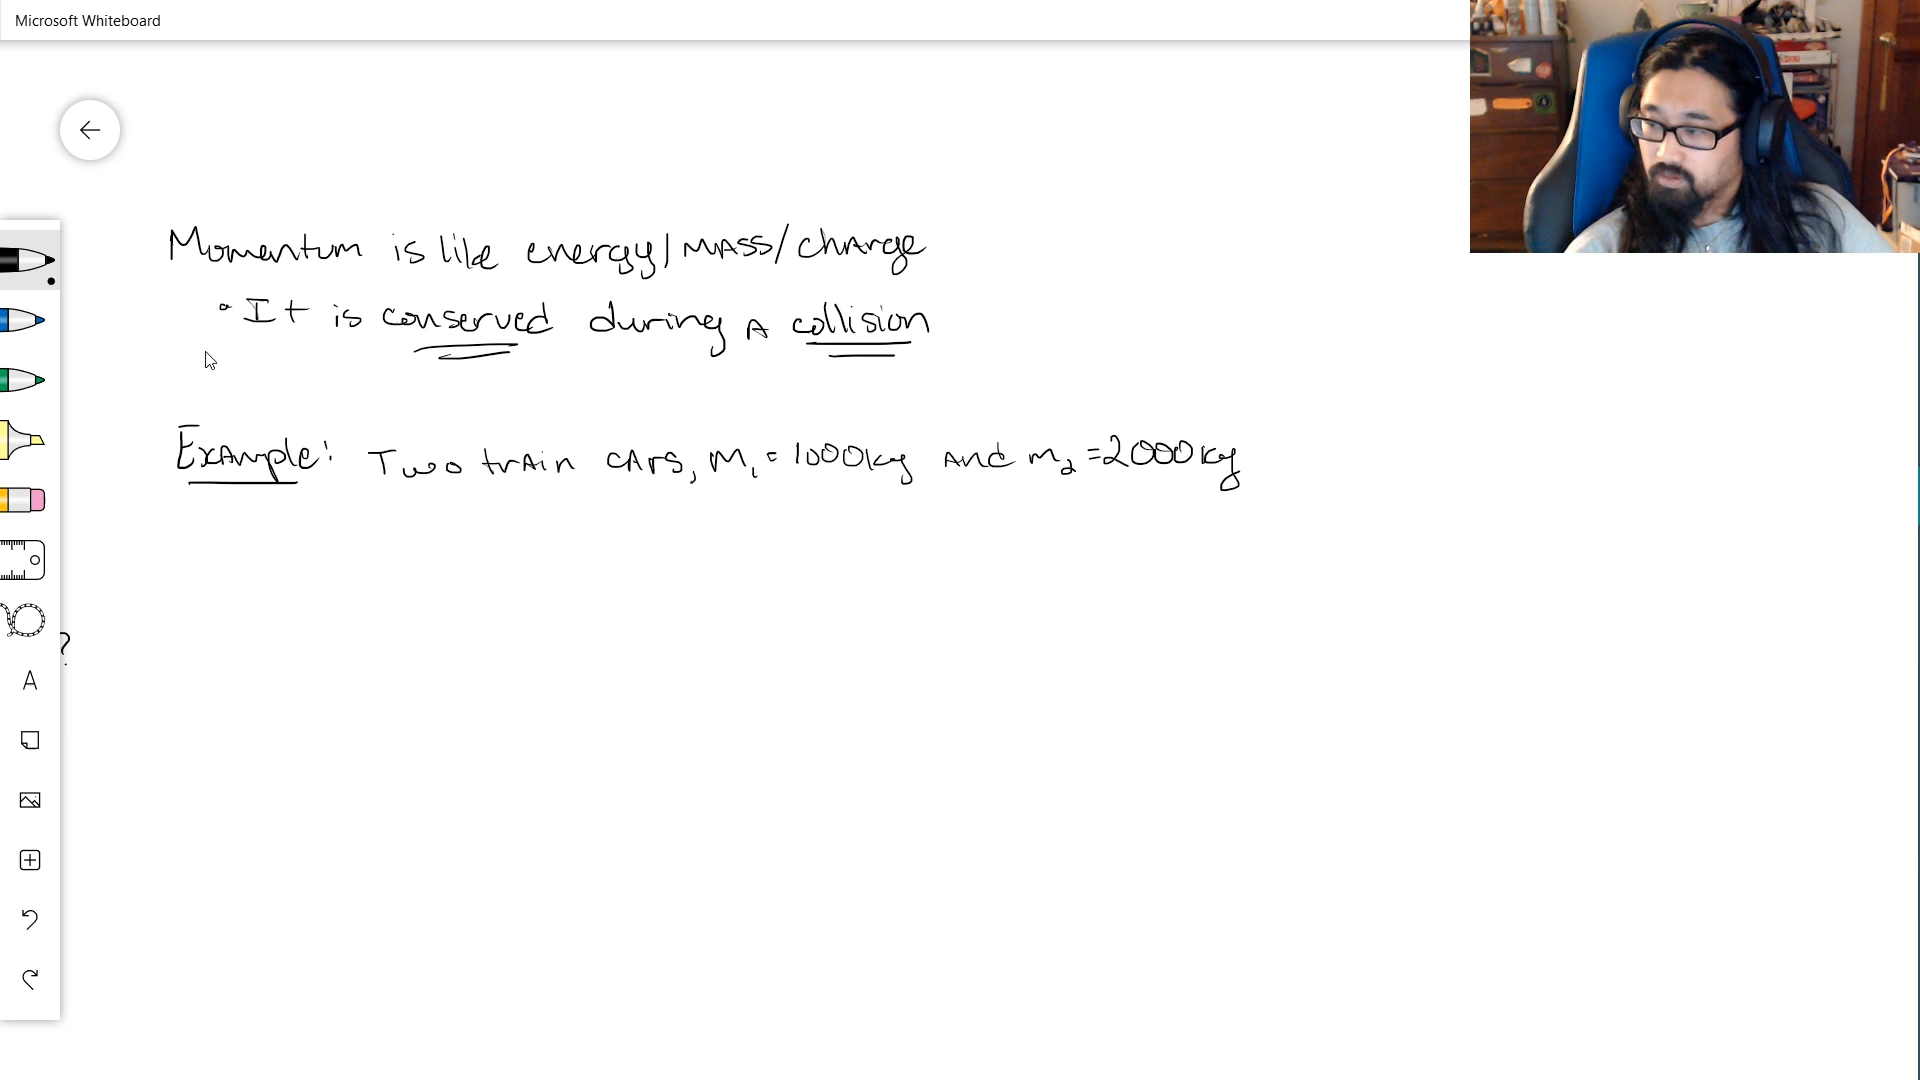 Microsoft Whiteboard
Momentum is like energy/MASS/chArge
• It is conserved during A collision
ExAmple: Two trAin cArs, m₁ = 1000kg And m₂ = 2000kg
?
A